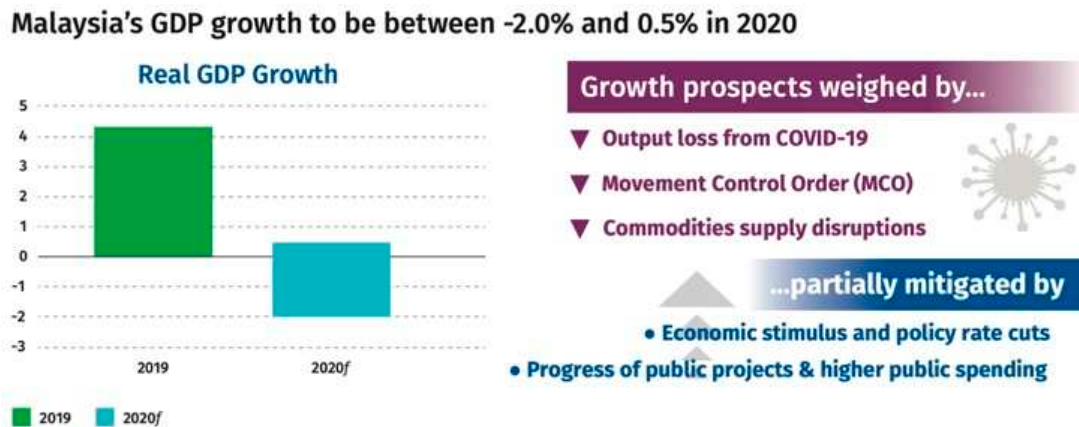 Malaysia's GDP growth to be between -2.0% and 0.5% in 2020
Real GDP Growth
5
4
3
2
1
0
-1
-2
-3
2019
2020f
2019
2020f
Growth prospects weighed by...
▼ Output loss from COVID-19
▼ Movement Control Order (MCO)
▼ Commodities supply disruptions
...partially mitigated by
• Economic stimulus and policy rate cuts
• Progress of public projects & higher public spending